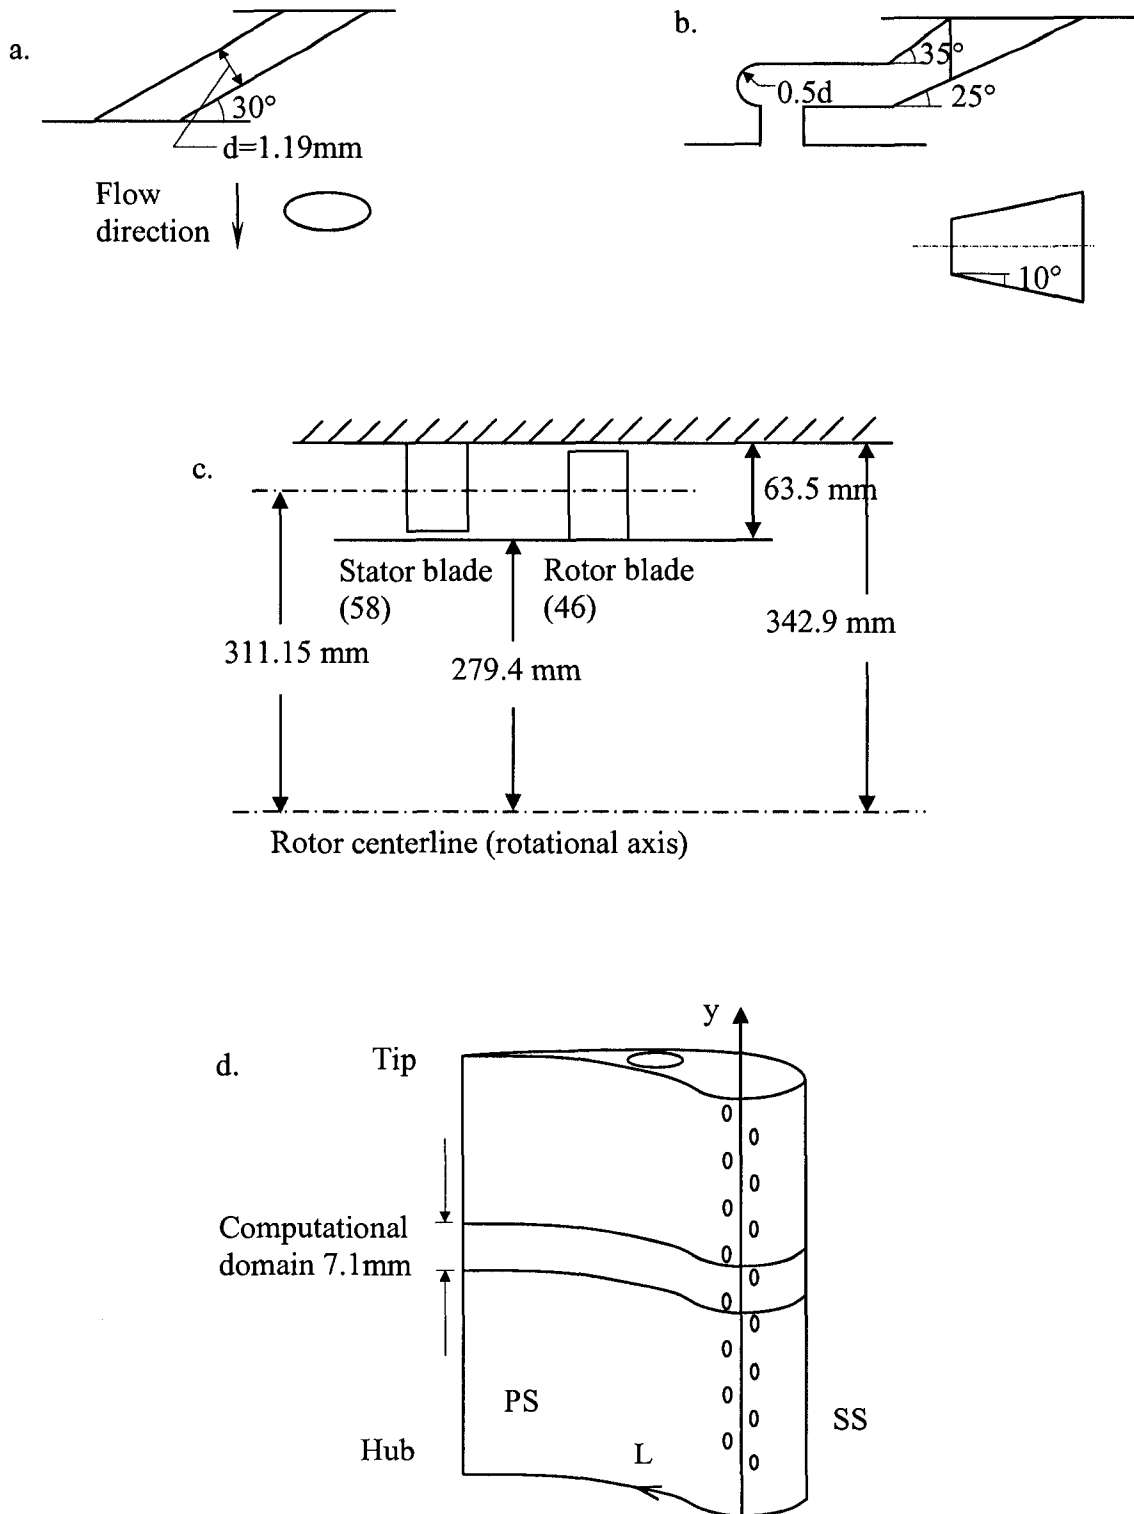 a.
30°
d=1.19mm
Flow
direction
b.
35°
0.5d
25°
10°
c.
63.5 mm
Stator blade
(58)
Rotor blade
(46)
342.9 mm
311.15 mm
279.4 mm
Rotor centerline (rotational axis)
d.
y
Tip
Computational
domain 7.1mm
PS
SS
Hub
L